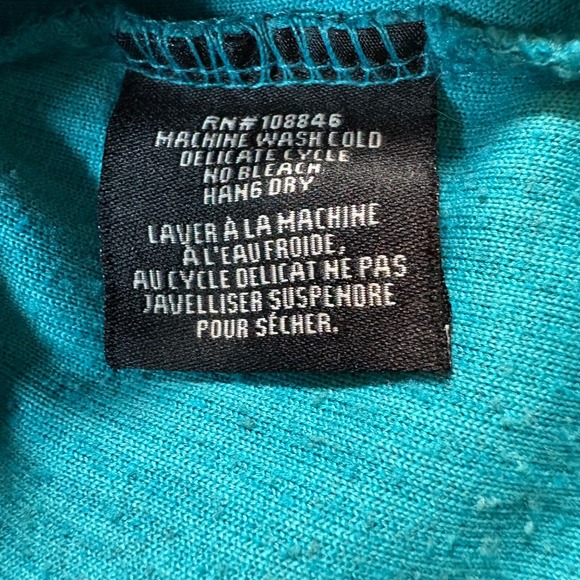 RN#108846
MACHINE WASH COLD
DELICATE CYCLE
NO BLEACH
HANG DRY
LAVER À LA MACHINE
À L'EAU FROIDE,
AU CYCLE DELICAT NE PAS
JAVELLISER SUSPENDRE
POUR SÉCHER.